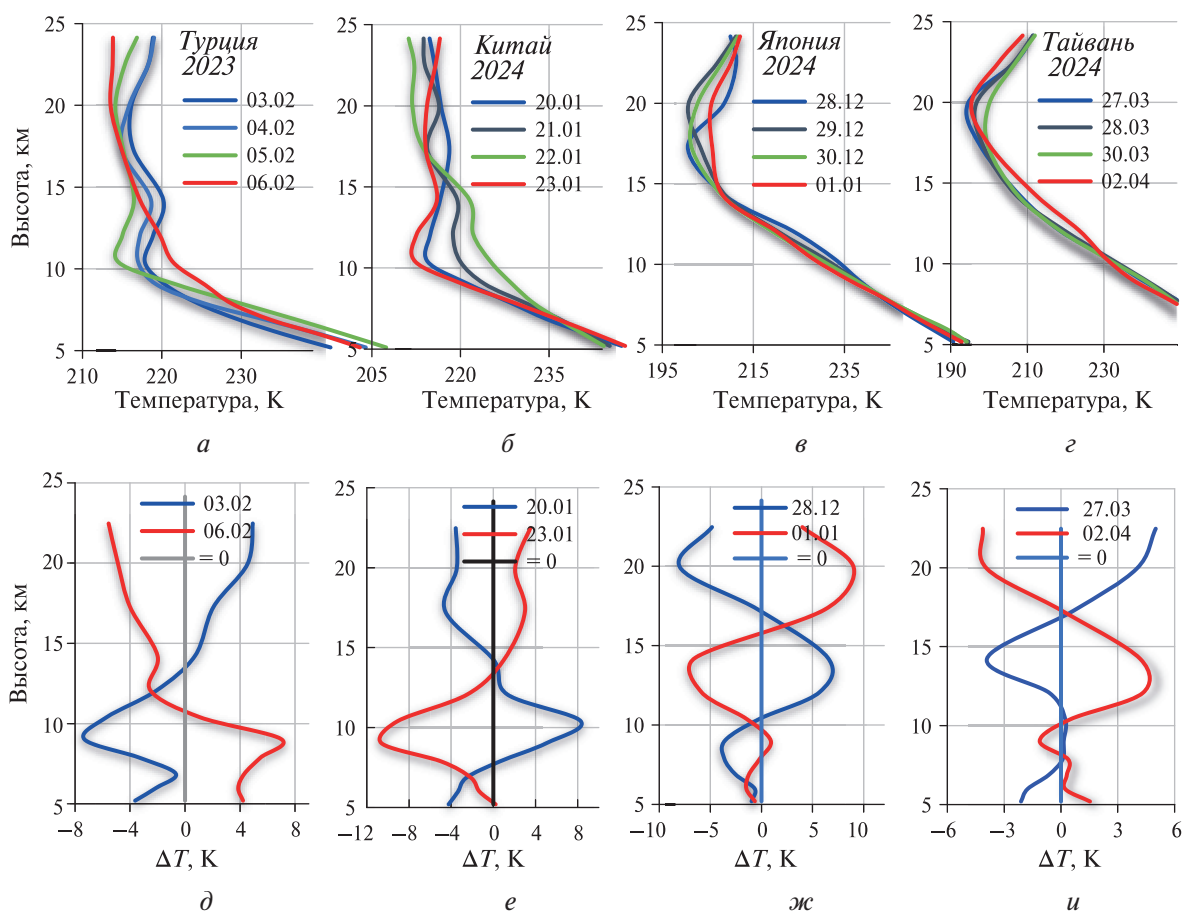 25
20
15
10
5
Высота, км
Турция
2023
03.02
04.02
05.02
06.02
210 220 230
Температура, K
а
25
20
15
10
5
Китай
2024
20.01
21.01
22.01
23.01
205 220 235
Температура, K
б
25
20
15
10
5
Япония
2024
28.12
29.12
30.12
01.01
195 215 235
Температура, K
в
25
20
15
10
5
Тайвань
2024
27.03
28.03
30.03
02.04
190 210 230
Температура, K
г
25
20
15
10
5
Высота, км
03.02
06.02
= 0
−8 −4 0 4 8
ΔT, K
д
25
20
15
10
5
20.01
23.01
= 0
−12 −8 −4 0 4 8
ΔT, K
е
25
20
15
10
5
28.12
01.01
= 0
−10 −5 0 5 10
ΔT, K
ж
25
20
15
10
5
27.03
02.04
= 0
−6 −3 0 3 6
ΔT, K
и